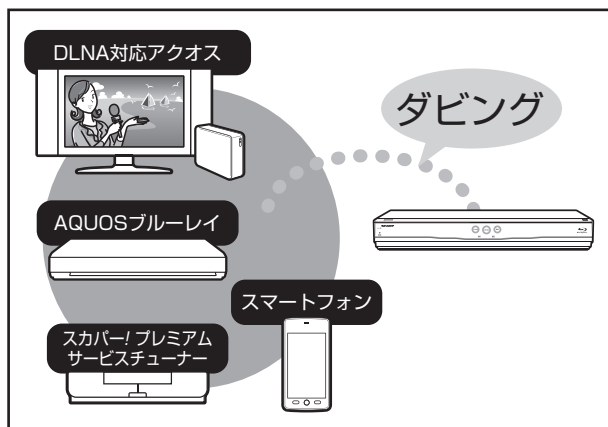 DLNA対応アクオス
ダビング
AQUOSブルーレイ
スマートフォン
スカパー! プレミアム
サービスチューナー